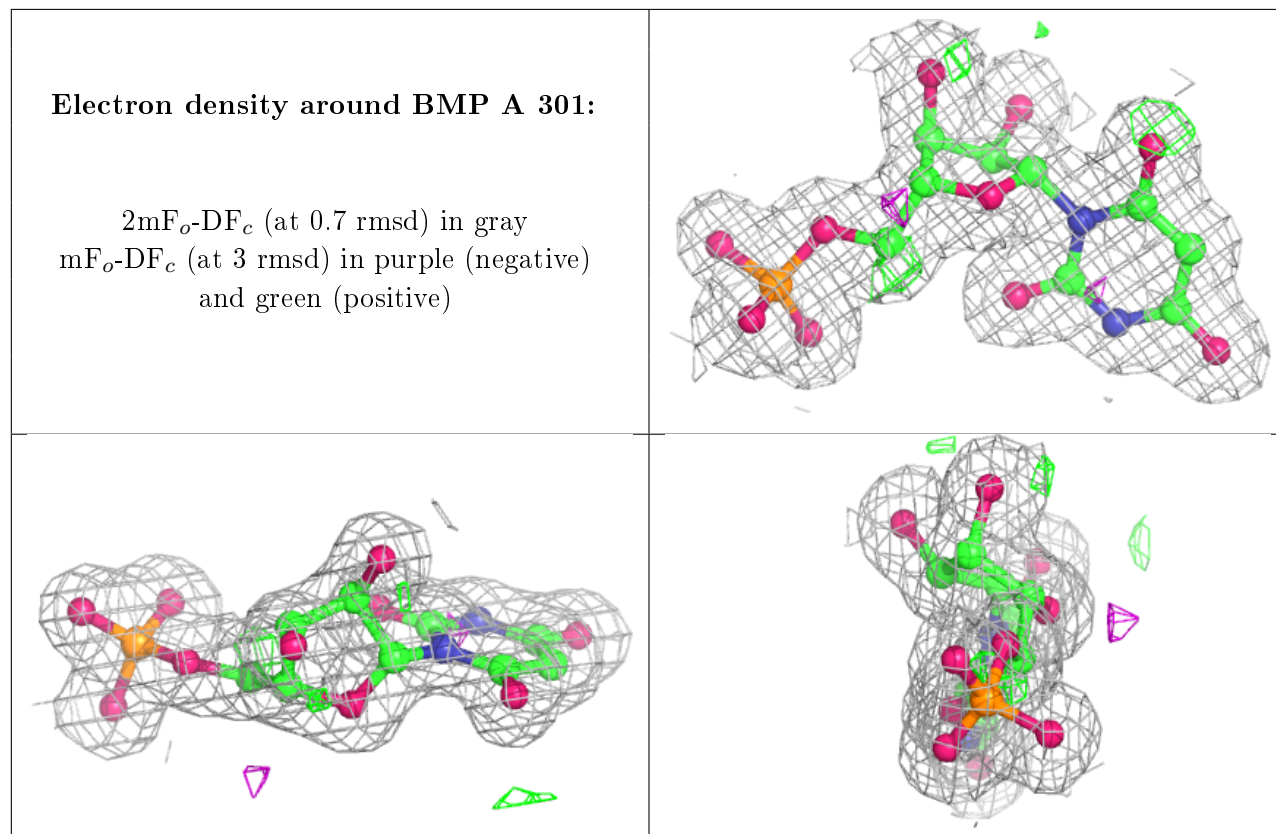 Electron density around BMP A 301:
2mFo-DFc (at 0.7 rmsd) in gray
mFo-DFc (at 3 rmsd) in purple (negative)
and green (positive)